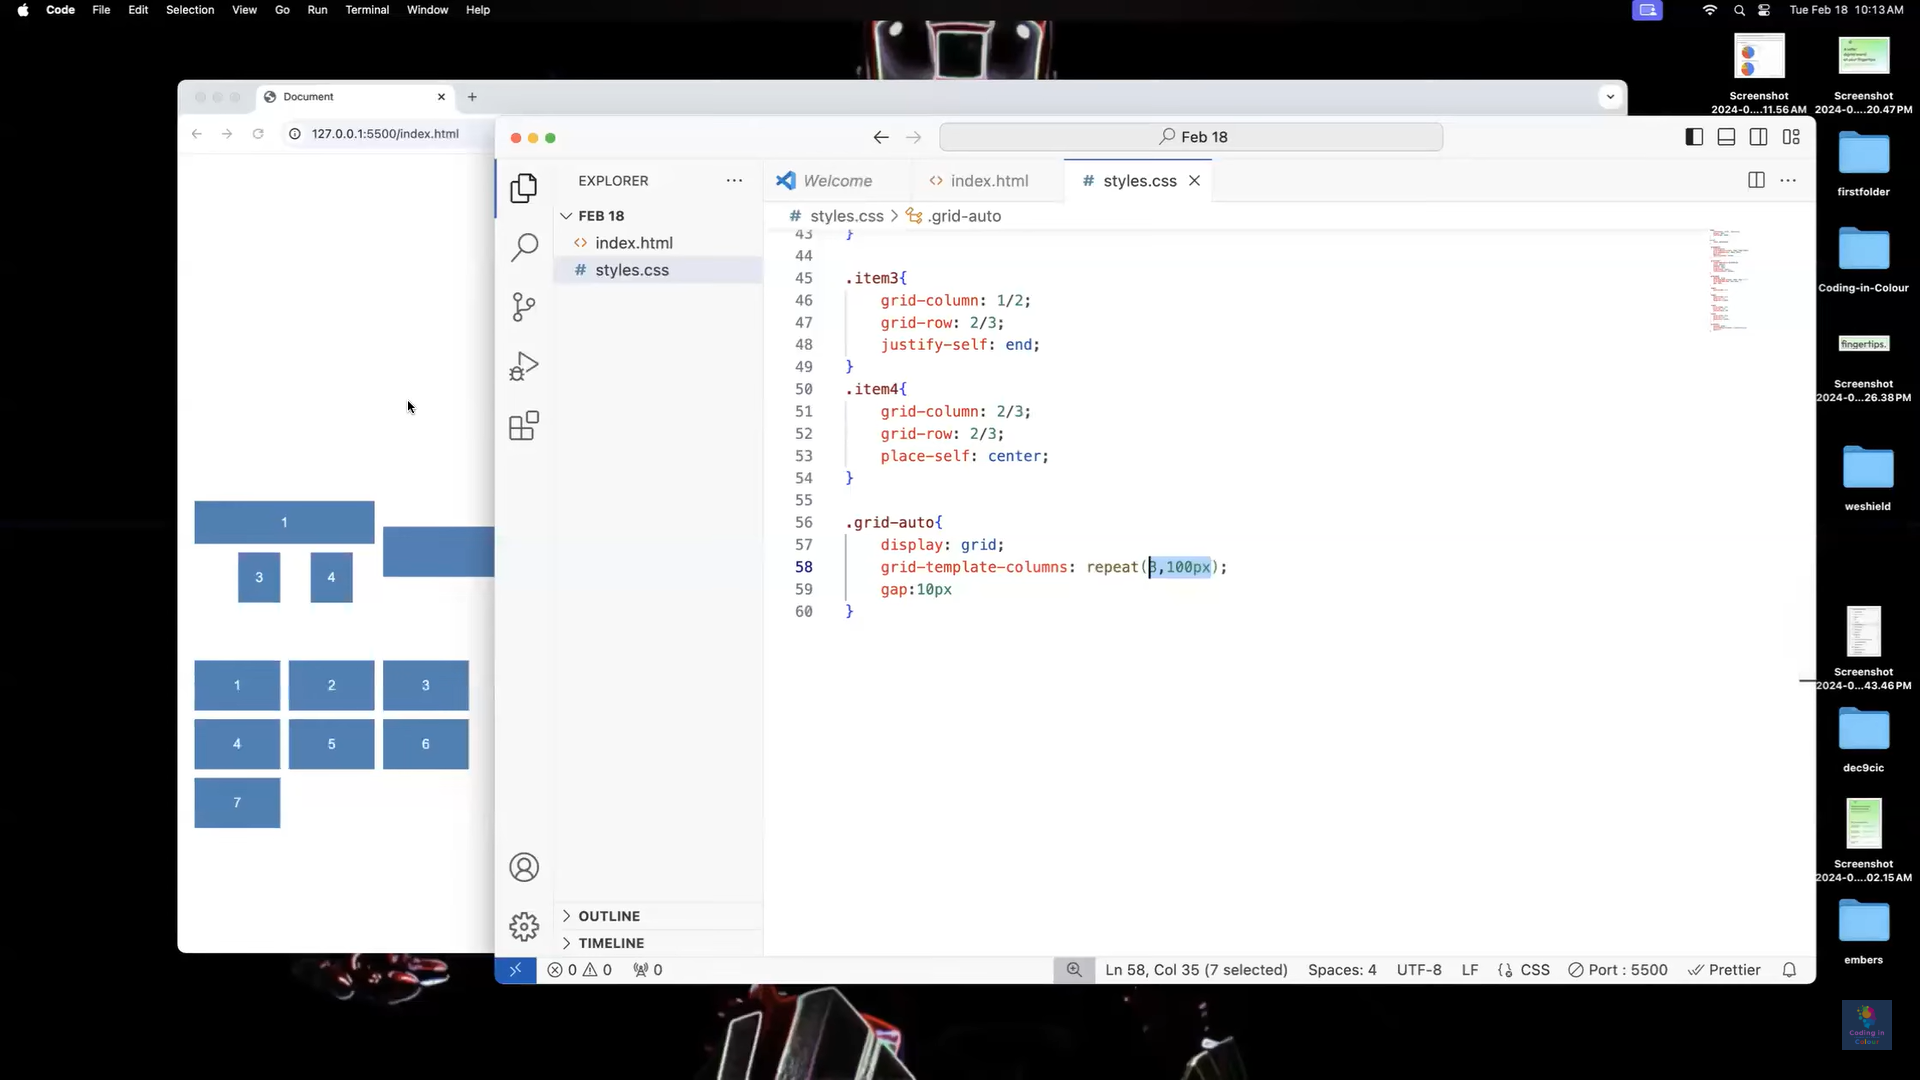 Code File Edit Selection View Go Run Terminal Window Help
Tue Feb 18 10:13 AM
Document
127.0.0.1:5500/index.html
1
3 4
1 2 3
4 5 6
7
Feb 18
EXPLORER
FEB 18
index.html
styles.css
OUTLINE
TIMELINE
Welcome index.html styles.css
styles.css > .grid-auto
43 }
44
45 .item3{
46 grid-column: 1/2;
47 grid-row: 2/3;
48 justify-self: end;
49 }
50 .item4{
51 grid-column: 2/3;
52 grid-row: 2/3;
53 place-self: center;
54 }
55
56 .grid-auto{
57 display: grid;
58 grid-template-columns: repeat(3,100px);
59 gap:10px
60 }
0 0 0
Ln 58, Col 35 (7 selected) Spaces: 4 UTF-8 LF {} CSS Port : 5500 Prettier
Screenshot
2024-0....11.56 AM
Screenshot
2024-0....20.47 PM
firstfolder
Coding-in-Colour
fingertips.
Screenshot
2024-0...26.38 PM
weshield
Screenshot
2024-0...43.46 PM
dec9cic
Screenshot
2024-0....02.15 AM
embers
Coding in
Colour